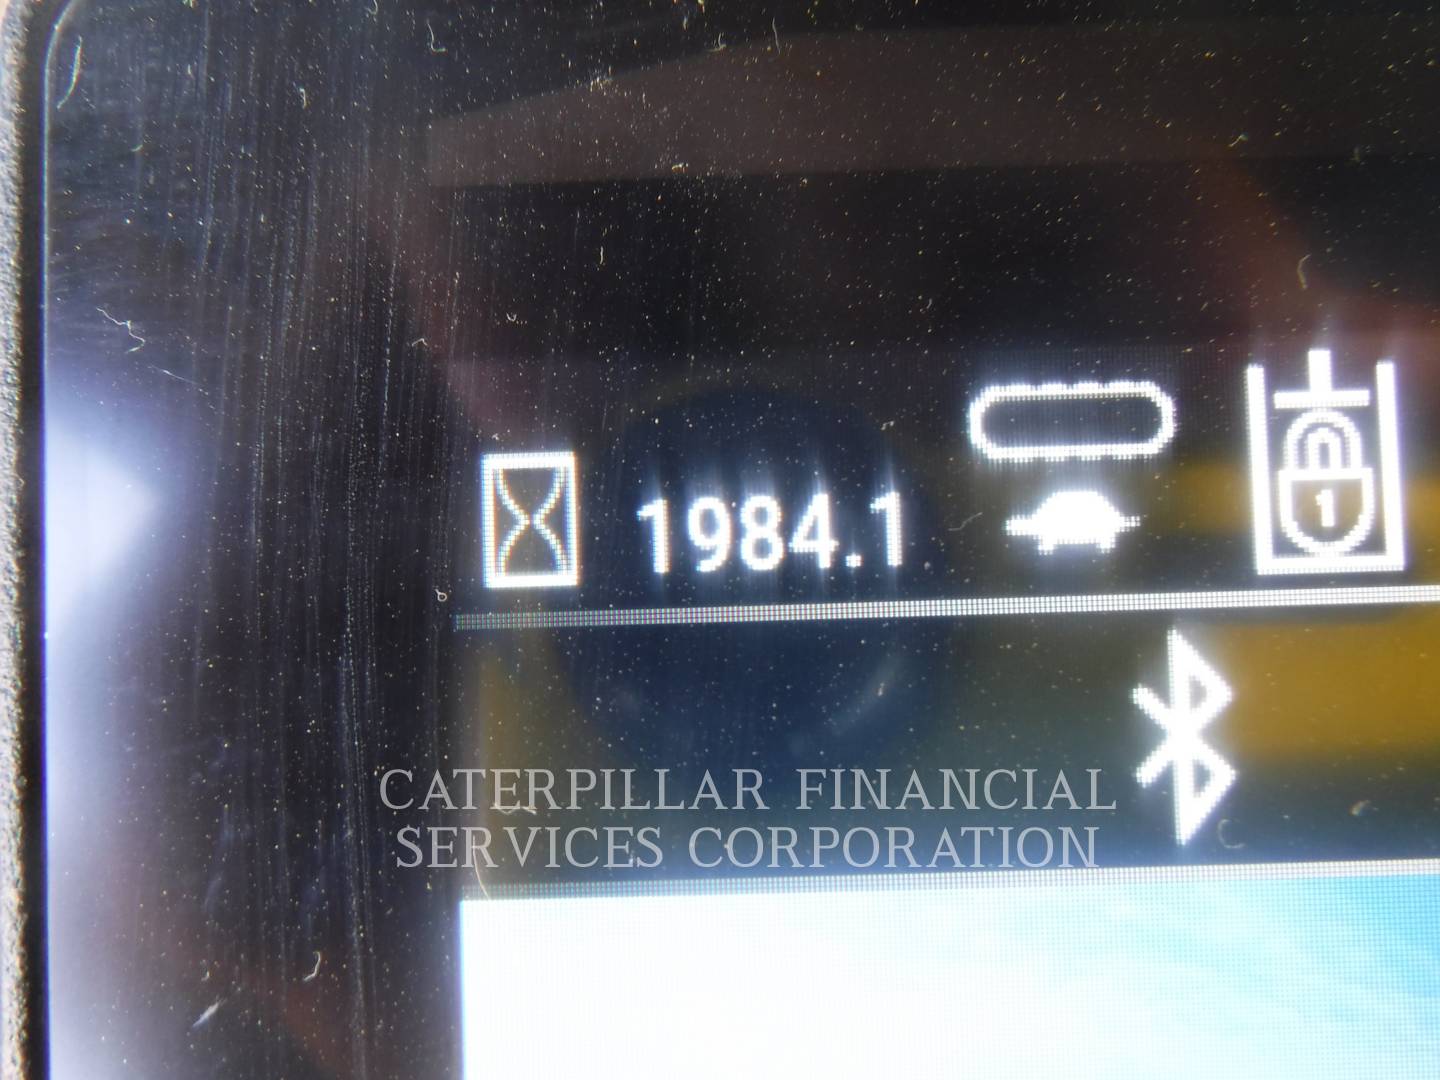 1984.1
1
CATERPILLAR FINANCIAL
SERVICES CORPORATION